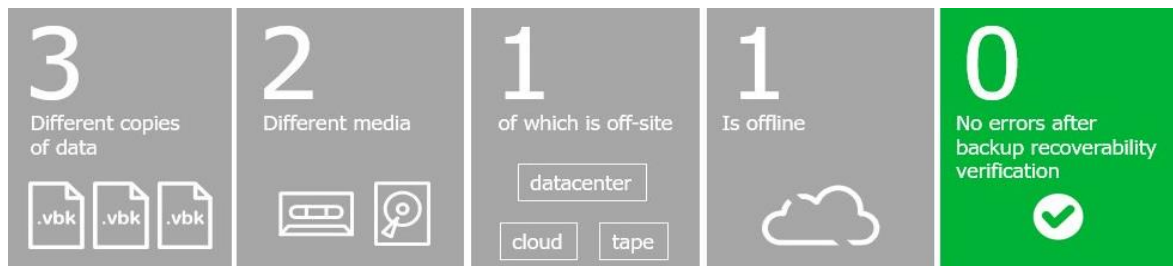 3
Different copies
of data
.vbk
.vbk
.vbk
2
Different media
1
of which is off-site
datacenter
cloud
tape
1
Is offline
0
No errors after
backup recoverability
verification